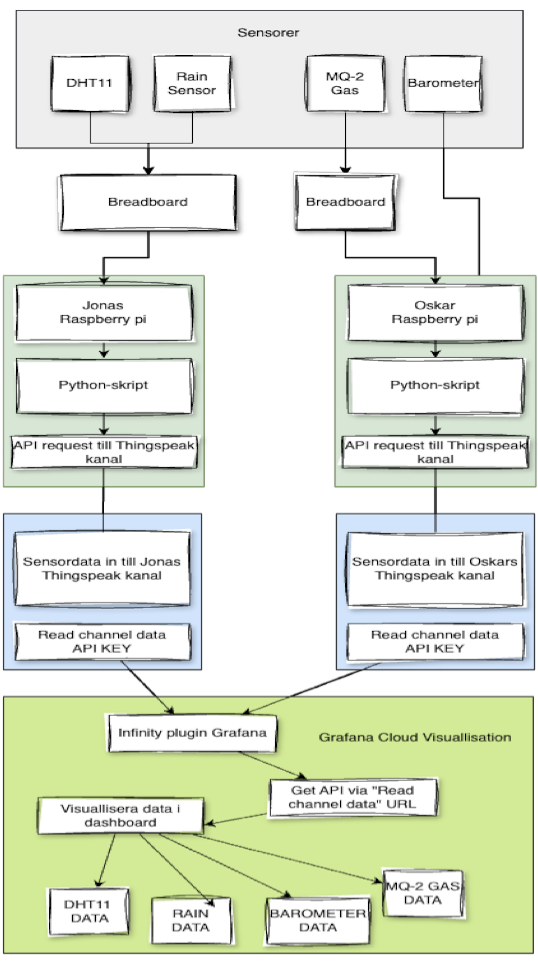 Sensorer
DHT11
Rain
Sensor
MQ-2
Gas
Barometer
Breadboard
Breadboard
Jonas
Raspberry pi
Oskar
Raspberry pi
Python-skript
Python-skript
API request till Thingspeak
kanal
API request till Thingspeak
kanal
Sensordata in till Jonas
Thingspeak kanal
Sensordata in till Oskars
Thingspeak kanal
Read channel data
API KEY
Read channel data
API KEY
Infinity plugin Grafana
Grafana Cloud Visuallisation
Get API via "Read
channel data" URL
Visuallisera data i
dashboard
DHT11
DATA
RAIN
DATA
BAROMETER
DATA
MQ-2 GAS
DATA